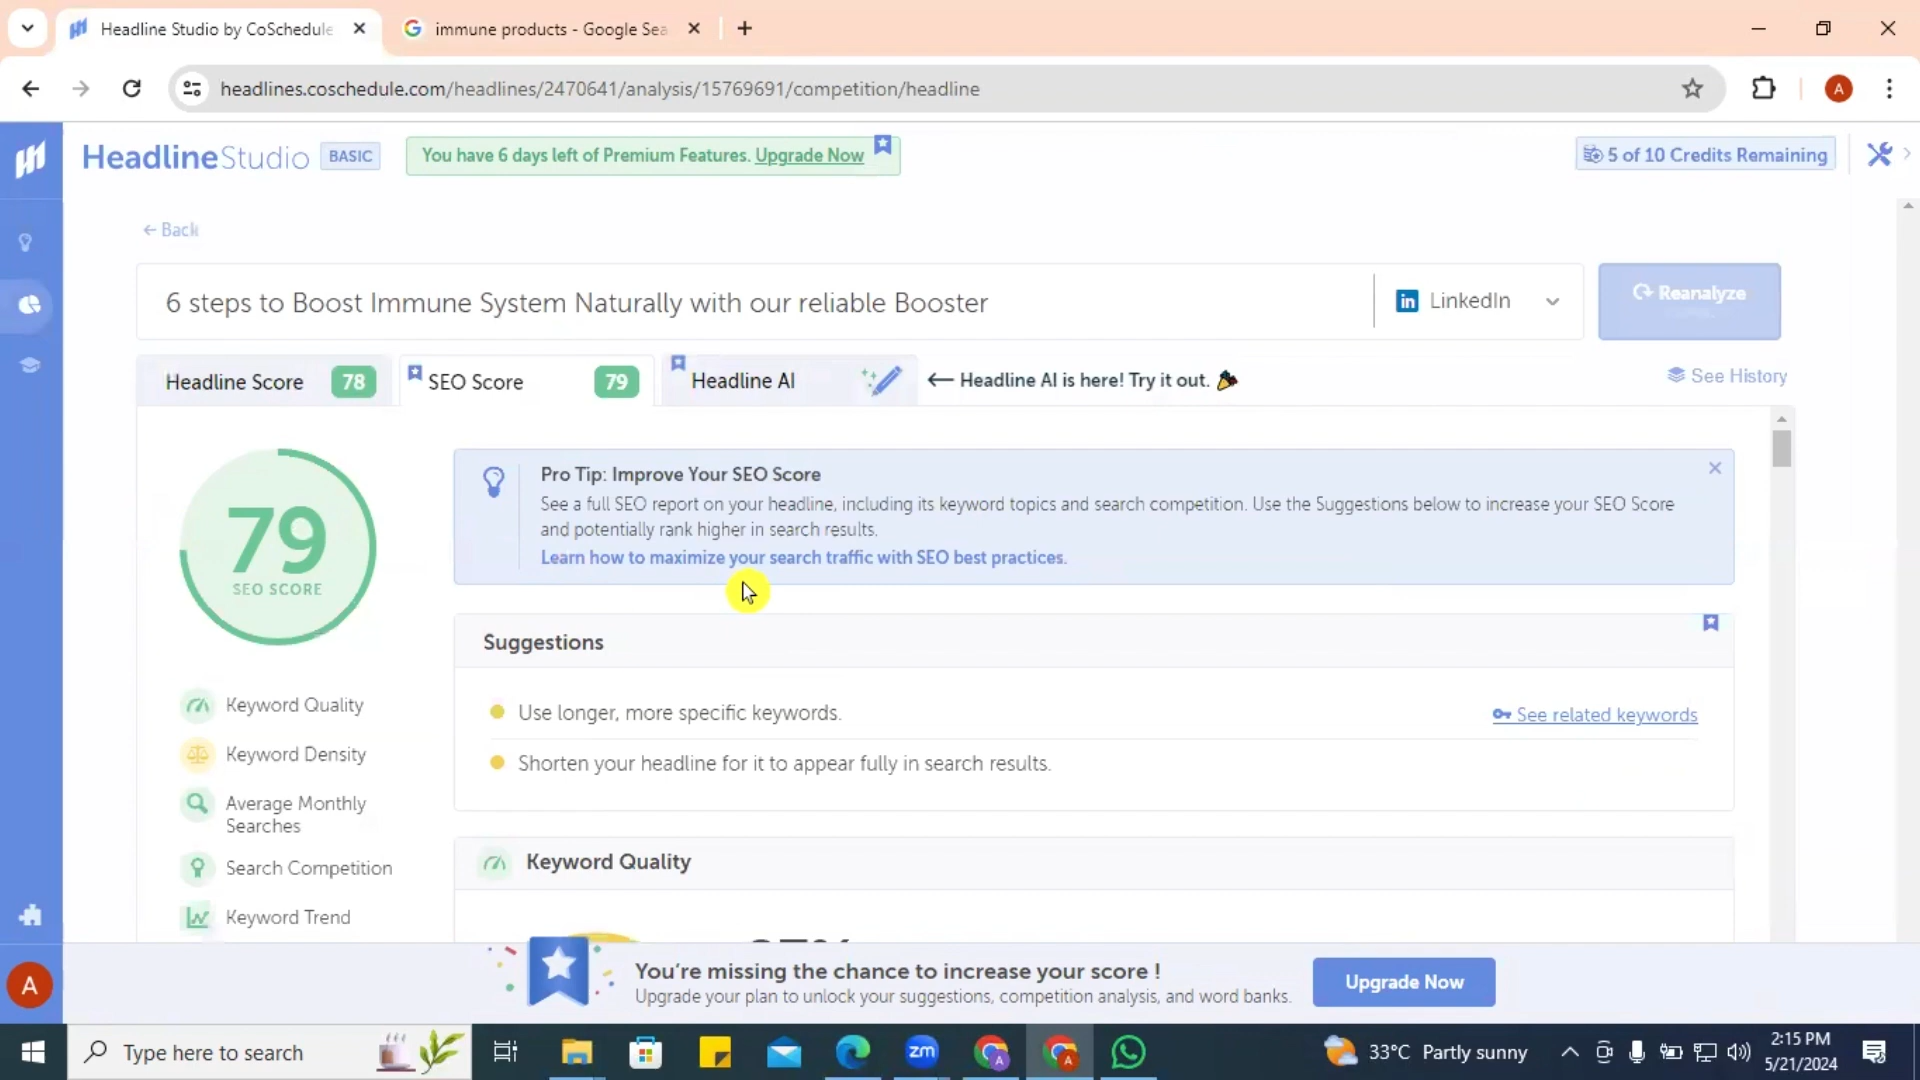 Headline Studio by CoSchedule
immune products - Google Sea
headlines.coschedule.com/headlines/2470641/analysis/15769691/competition/headline
A
HeadlineStudio BASIC
You have 6 days left of Premium Features. Upgrade Now
5 of 10 Credits Remaining
← Back
6 steps to Boost Immune System Naturally with our reliable Booster
in LinkedIn
Reanalyze
Headline Score 78
SEO Score 79
Headline AI
← Headline AI is here! Try it out.
See History
79
SEO SCORE
Pro Tip: Improve Your SEO Score
See a full SEO report on your headline, including its keyword topics and search competition. Use the Suggestions below to increase your SEO Score
and potentially rank higher in search results.
Learn how to maximize your search traffic with SEO best practices.
Suggestions
Use longer, more specific keywords.
See related keywords
Shorten your headline for it to appear fully in search results.
Keyword Quality
Keyword Density
Average Monthly
Searches
Search Competition
Keyword Trend
Keyword Quality
A
You're missing the chance to increase your score !
Upgrade your plan to unlock your suggestions, competition analysis, and word banks.
Upgrade Now
Type here to search
zm
A
A
33°C Partly sunny
2:15 PM
5/21/2024